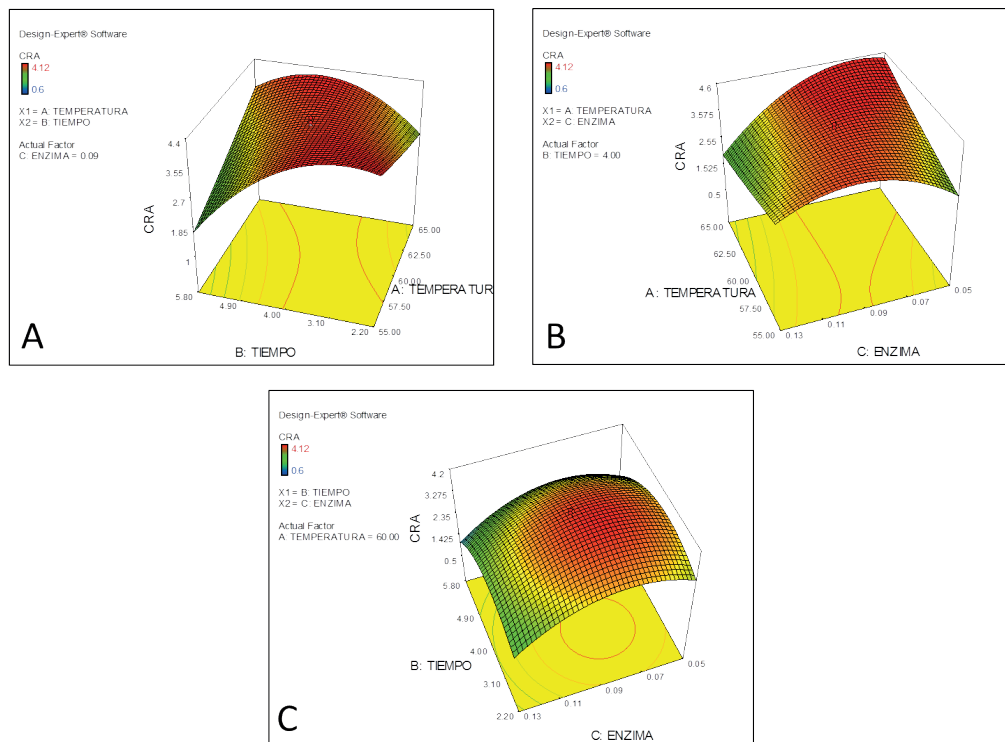 Design-Expert® Software
CRA
4.12
0.6
X1 = A: TEMPERATURA
X2 = B: TIEMPO
Actual Factor
C: ENZIMA = 0.09
4.4
3.55
2.7
1.85
1
CRA
5.80
4.90
4.00
3.10
2.20
B: TIEMPO
55.00
57.50
60.00
62.50
65.00
A: TEMPERATUR
A
Design-Expert® Software
CRA
4.12
0.6
X1 = A: TEMPERATURA
X2 = C: ENZIMA
Actual Factor
B: TIEMPO = 4.00
4.6
3.575
2.55
1.525
0.5
CRA
65.00
62.50
60.00
57.50
55.00
A: TEMPERATURA
0.13
0.11
0.09
0.07
0.05
C: ENZIMA
B
Design-Expert® Software
CRA
4.12
0.6
X1 = B: TIEMPO
X2 = C: ENZIMA
Actual Factor
A: TEMPERATURA = 60.00
4.2
3.275
2.35
1.425
0.5
CRA
5.80
4.90
4.00
3.10
2.20
B: TIEMPO
0.13
0.11
0.09
0.07
0.05
C: ENZIMA
C